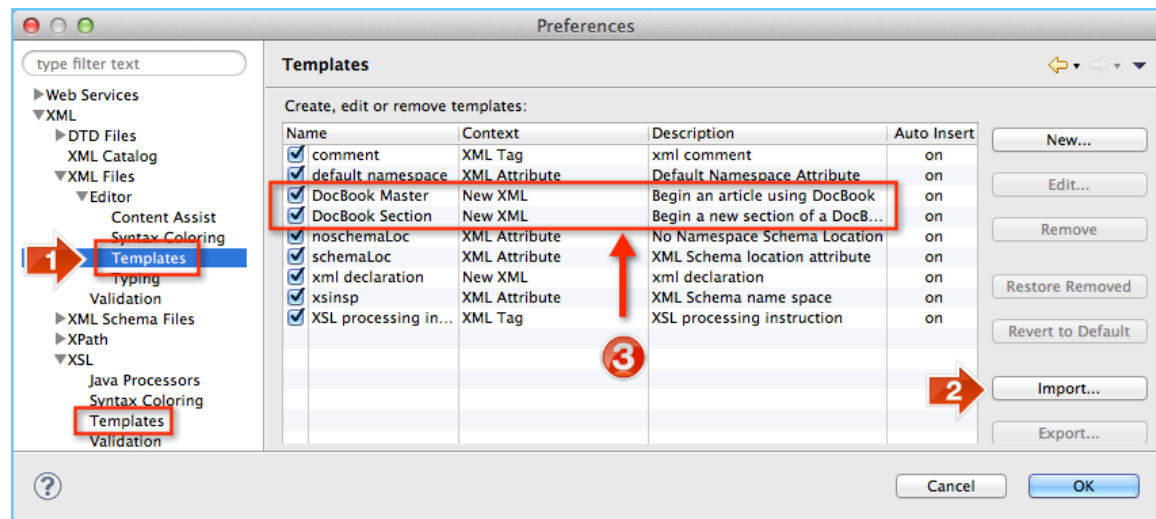 Preferences
type filter text
Templates
Web Services
XML
DTD Files
XML Catalog
XML Files
Editor
Content Assist
Syntax Coloring
Templates
Typing
Validation
XML Schema Files
XPath
XSL
Java Processors
Syntax Coloring
Templates
Validation
1
Create, edit or remove templates:
Name Context Description Auto Insert
comment XML Tag xml comment on
default namespace XML Attribute Default Namespace Attribute on
DocBook Master New XML Begin an article using DocBook on
DocBook Section New XML Begin a new section of a DocB... on
noschemaLoc XML Attribute No Namespace Schema Location on
schemaLoc XML Attribute XML Schema location attribute on
xml declaration New XML xml declaration on
xsinsp XML Attribute XML Schema name space on
XSL processing in... XML Tag XSL processing instruction on
3
New...
Edit...
Remove
Restore Removed
Revert to Default
2
Import...
Export...
?
Cancel
OK